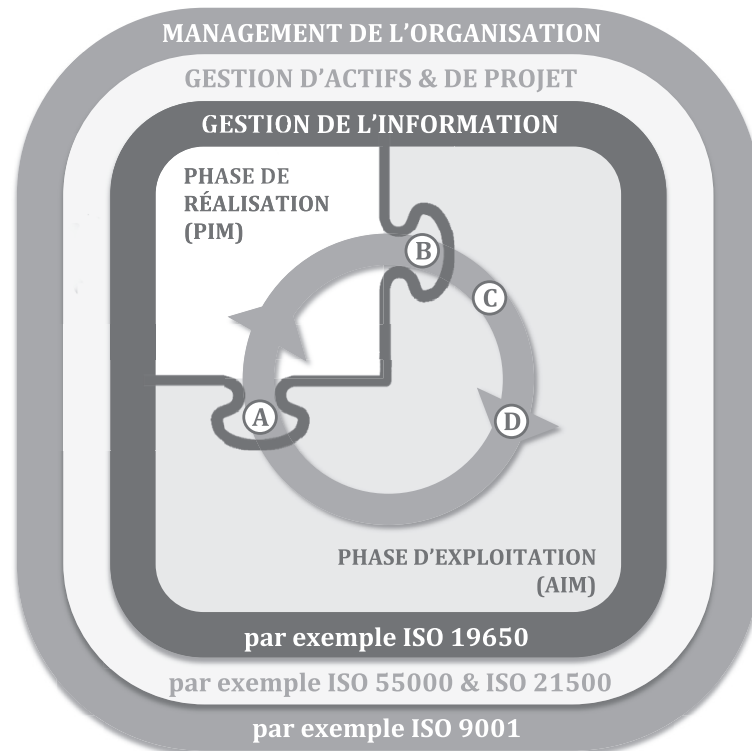 MANAGEMENT DE L’ORGANISATION
GESTION D’ACTIFS & DE PROJET
GESTION DE L’INFORMATION
PHASE DE
RÉALISATION
(PIM)
B
C
A
D
PHASE D’EXPLOITATION
(AIM)
par exemple ISO 19650
par exemple ISO 55000 & ISO 21500
par exemple ISO 9001